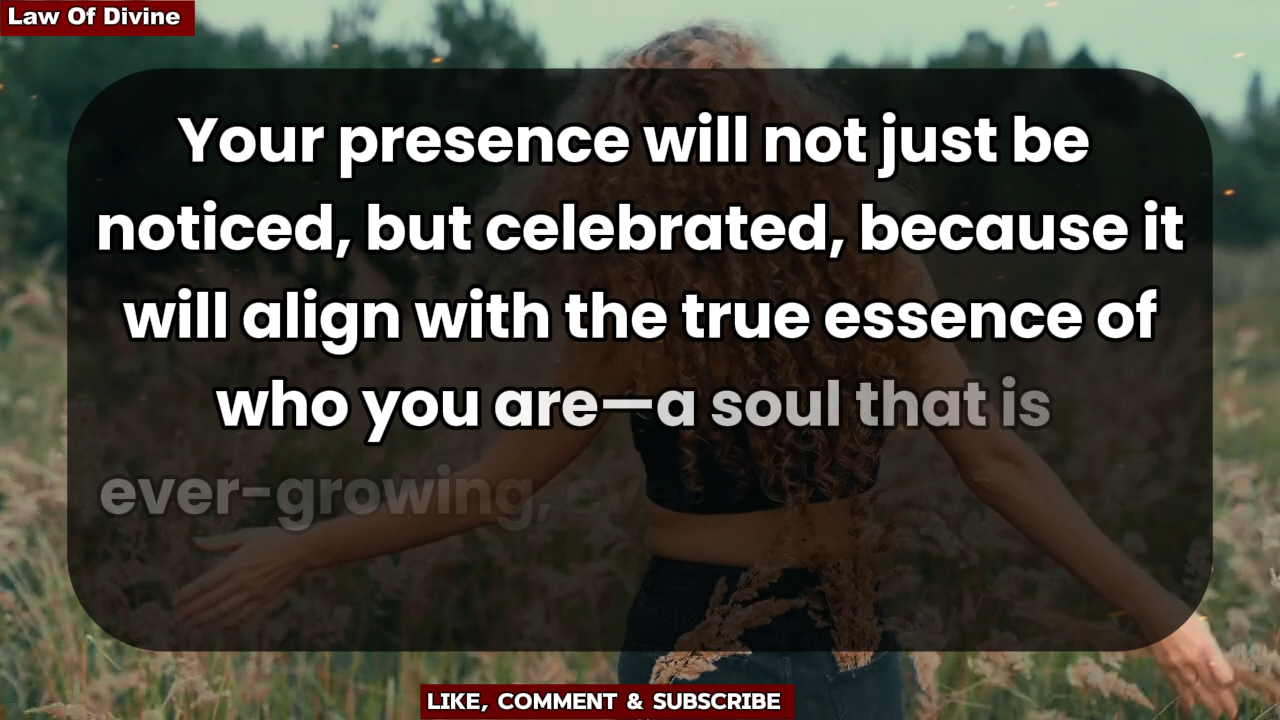 Law Of Divine
Your presence will not just be
noticed, but celebrated, because it
will align with the true essence of
who you are—a soul that is
ever-growing,
LIKE, COMMENT & SUBSCRIBE